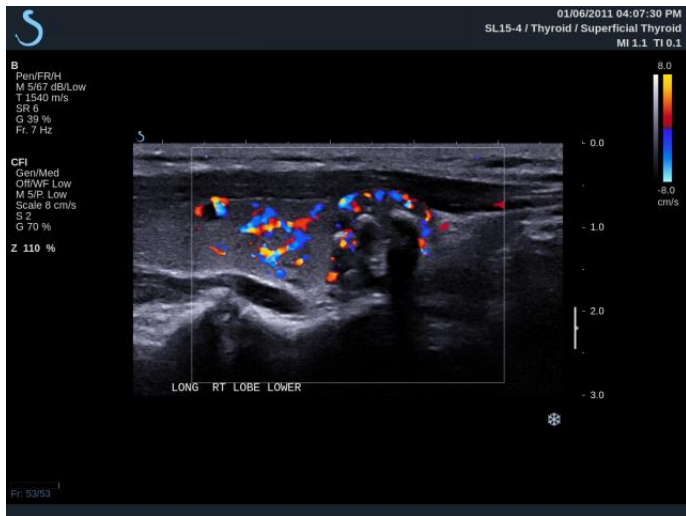 01/06/2011 04:07:30 PM
SL15-4 / Thyroid / Superficial Thyroid
MI 1.1 TI 0.1
B
Pen/FR/H
M 5/67 dB/Low
T 1540 m/s
SR 6
G 39 %
Fr. 7 Hz
CFI
Gen/Med
Off/WF Low
M 5/P. Low
Scale 8 cm/s
S 2
G 70 %
Z 110 %
8.0
-8.0
cm/s
0.0
1.0
2.0
3.0
LONG RT LOBE LOWER
Fr: 53/53